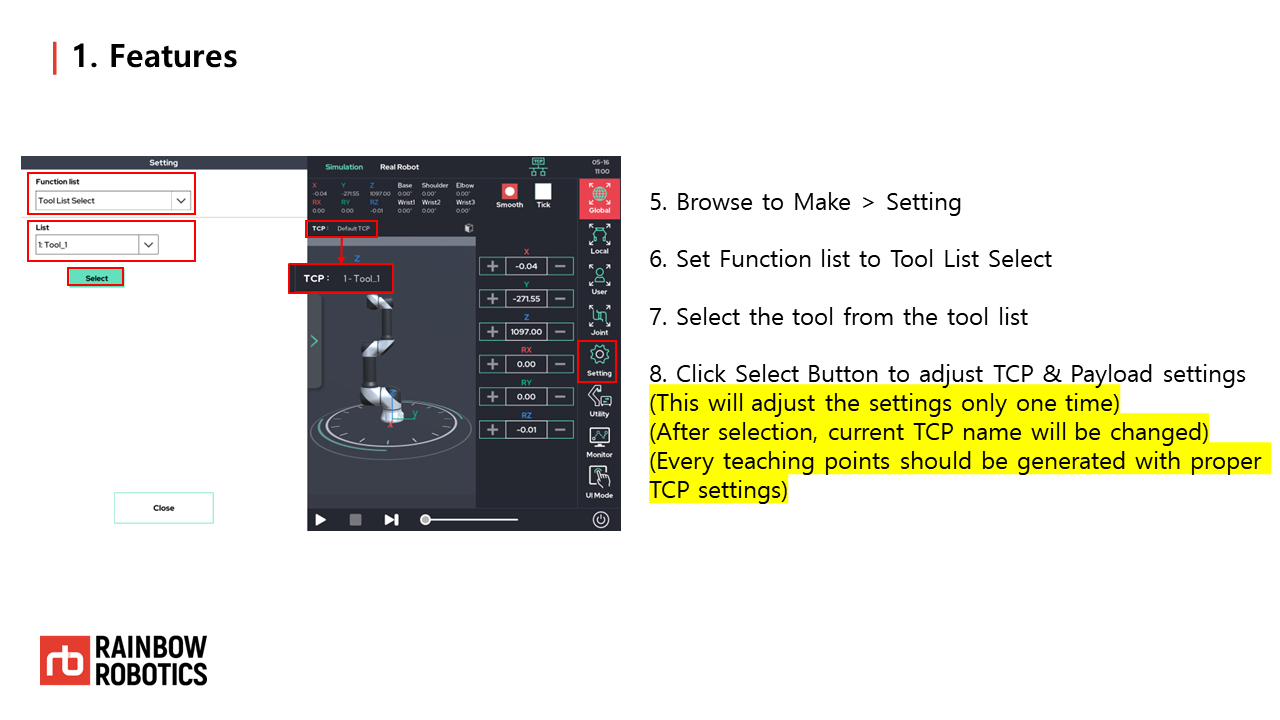 1. Features
Setting
Function list
Tool List Select
List
1: Tool_1
Select
Close
Simulation Real Robot
TCP
05-16
11:00
X Y Z Base Shoulder Elbow
-0.04 -271.55 1097.00 0.00° 0.00° 0.00°
RX RY RZ Wrist1 Wrist2 Wrist3
0.00 0.00 -0.01 0.00° 0.00° 0.00°
Smooth Tick
TCP : Default TCP
Z
TCP : 1 - Tool_1
Y
X
X
-0.04
Y
-271.55
Z
1097.00
RX
0.00
RY
0.00
RZ
-0.01
Global
Local
User
Joint
Setting
Utility
Monitor
UI Mode
5. Browse to Make > Setting
6. Set Function list to Tool List Select
7. Select the tool from the tool list
8. Click Select Button to adjust TCP & Payload settings
(This will adjust the settings only one time)
(After selection, current TCP name will be changed)
(Every teaching points should be generated with proper
TCP settings)
rb RAINBOW
ROBOTICS